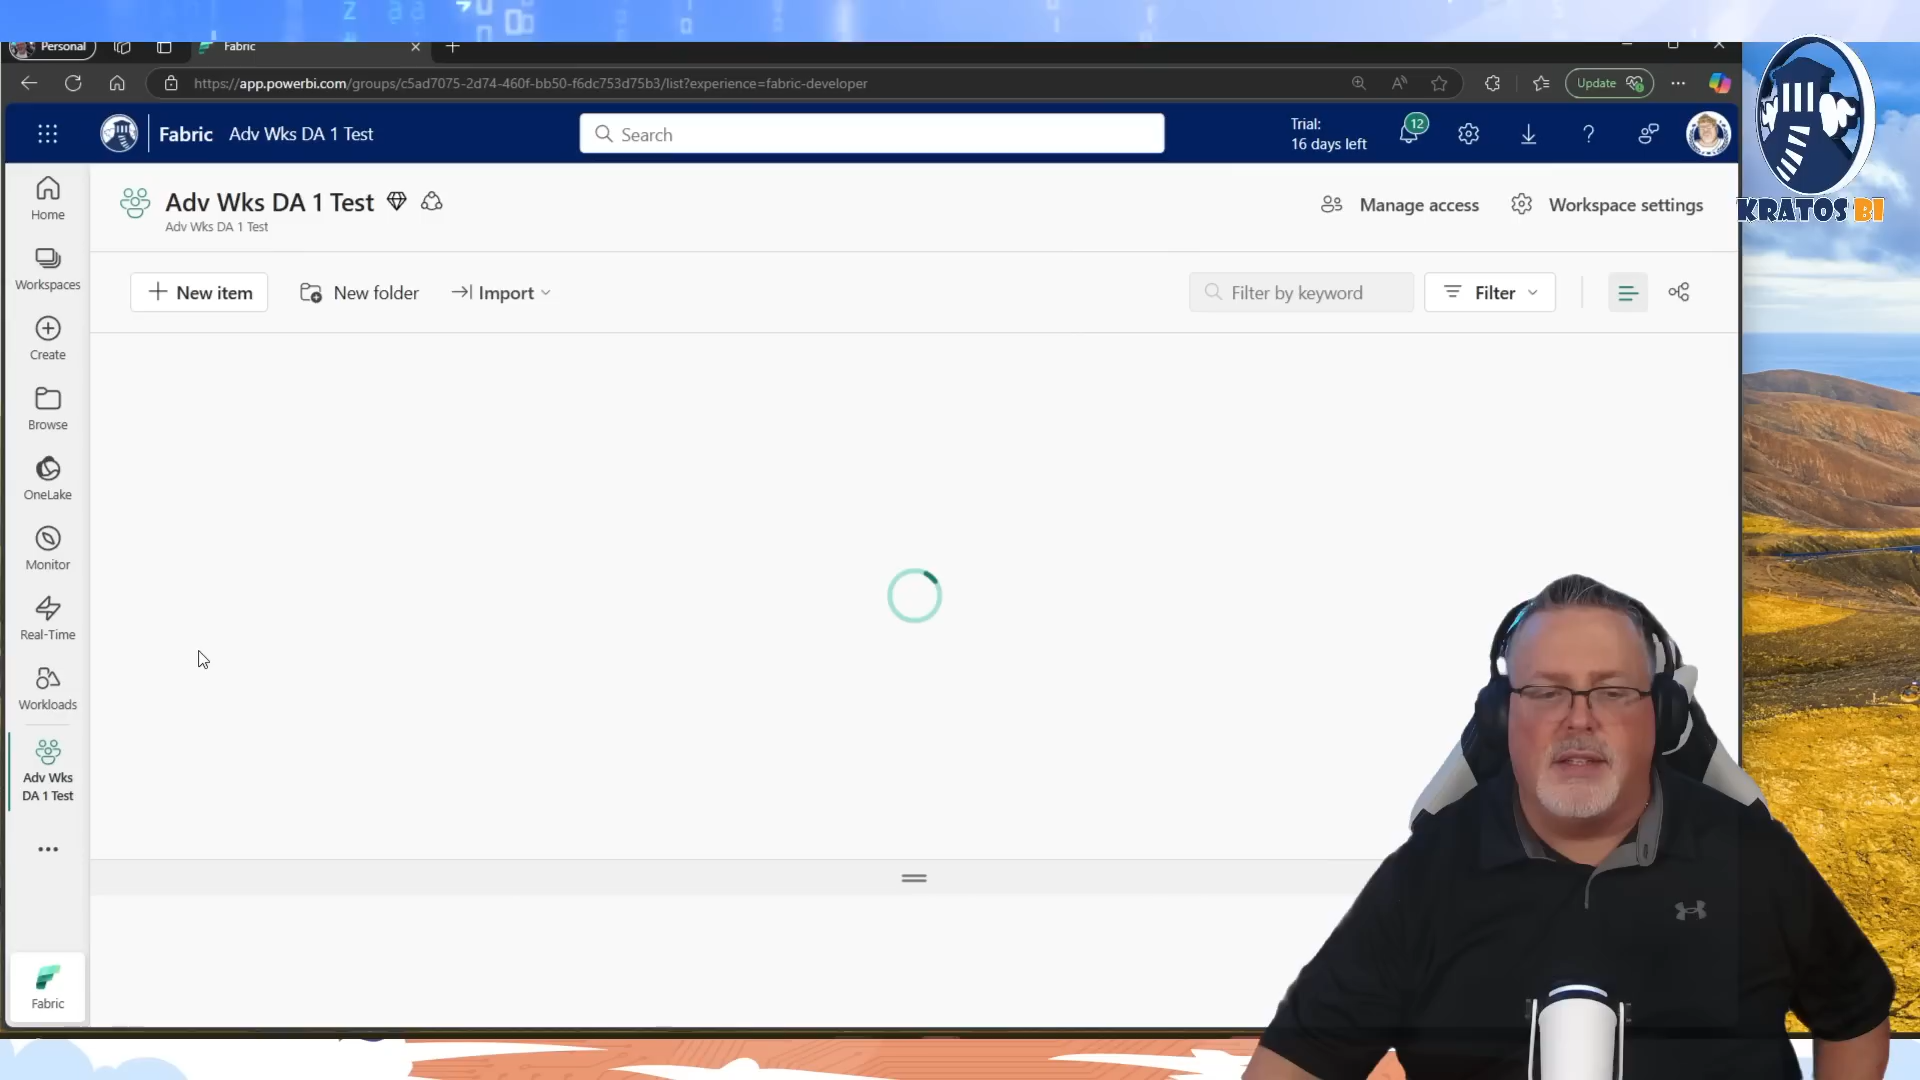 Personal
Fabric
https://app.powerbi.com/groups/c5ad7075-2d74-460f-bb50-f6dc753d75b3/list?experience=fabric-developer
Update
Fabric
Adv Wks DA 1 Test
Search
Trial:
16 days left
12
KRATOS BI
Home
Workspaces
Create
Browse
OneLake
Monitor
Real-Time
Workloads
Adv Wks
DA 1 Test
Fabric
Adv Wks DA 1 Test
Adv Wks DA 1 Test
Manage access
Workspace settings
New item
New folder
Import
Filter by keyword
Filter